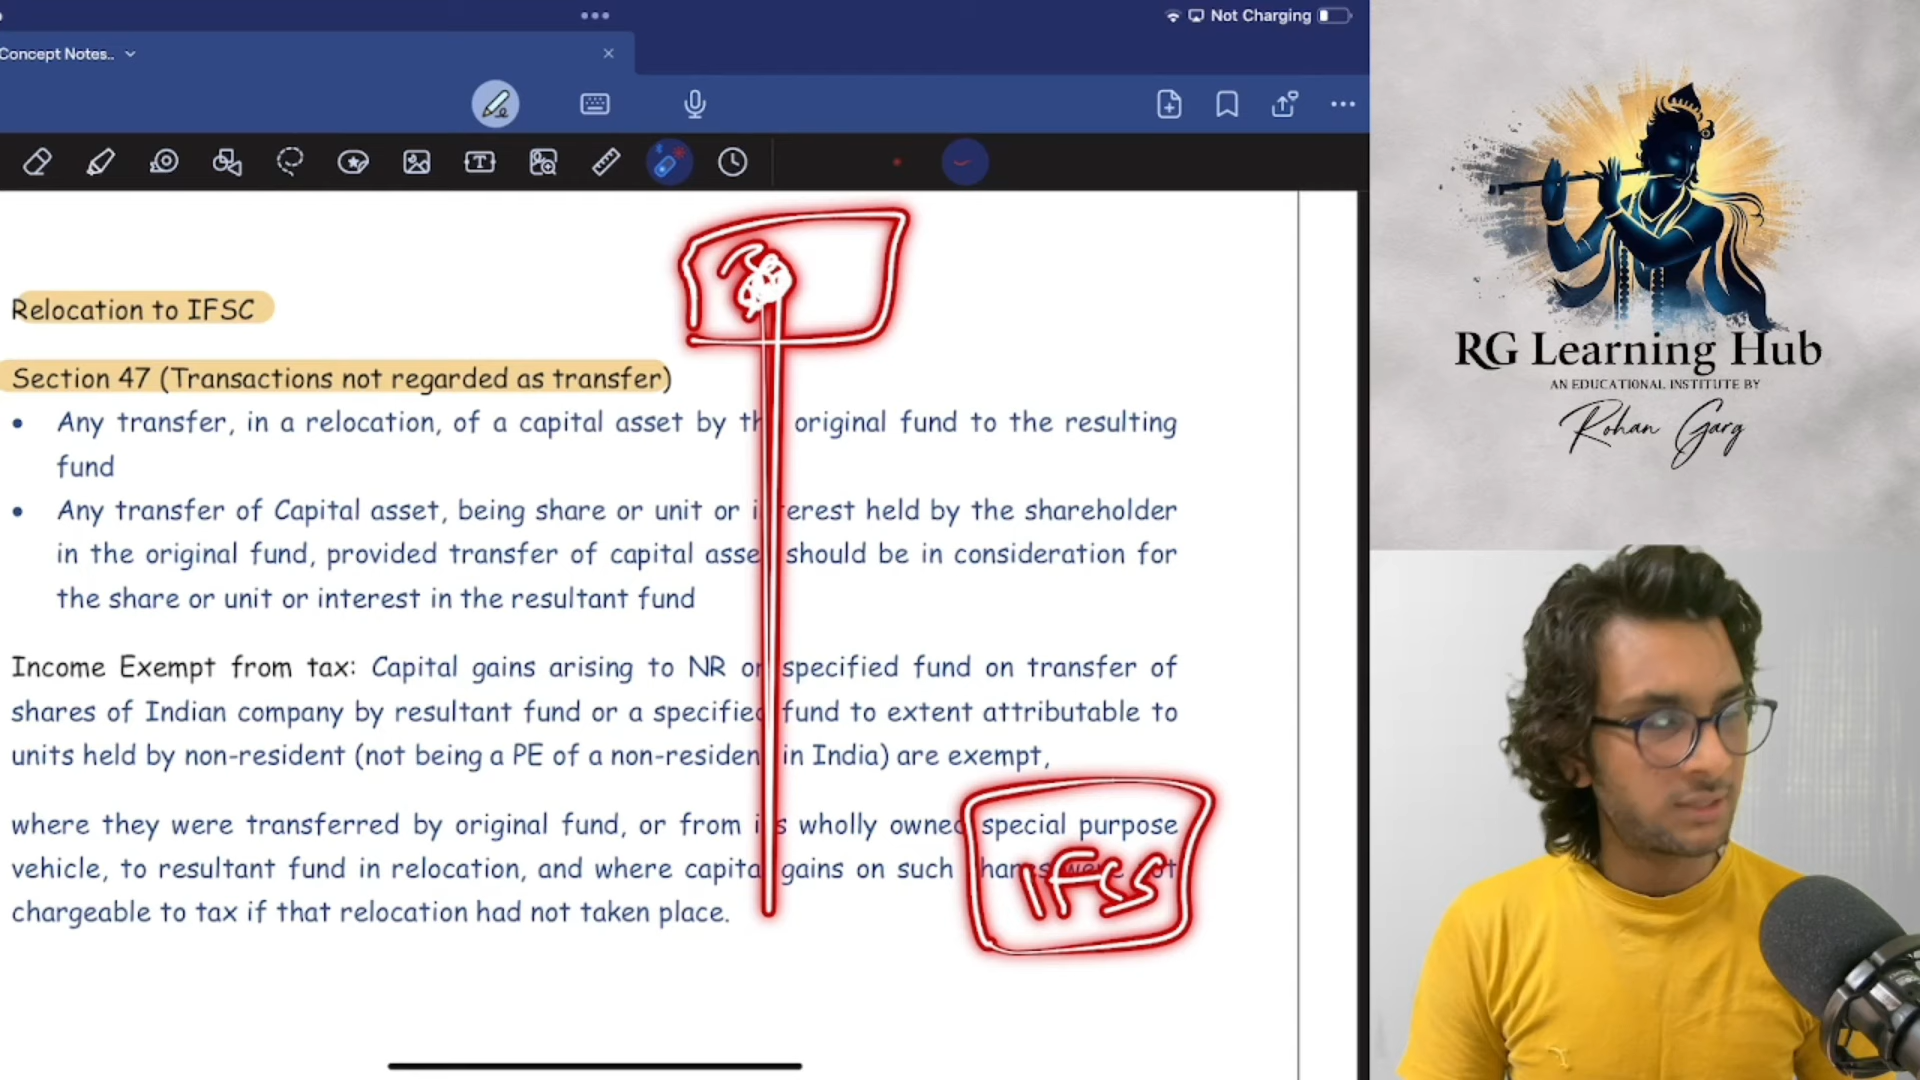 Not Charging
Concept Notes..
Relocation to IFSC
Section 47 (Transactions not regarded as transfer)
• Any transfer, in a relocation, of a capital asset by original fund to the resulting
fund
• Any transfer of Capital asset, being share or unit or held by the shareholder
in the original fund, provided transfer of capital should be in consideration for
the share or unit or interest in the resultant fund
Income Exempt from tax: Capital gains arising to NR or specified fund on transfer of
shares of Indian company by resultant fund or a specified fund to extent attributable to
units held by non-resident (not being a PE of a non-resident in India) are exempt,
where they were transferred by original fund, or from wholly owned special purpose
vehicle, to resultant fund in relocation, and where capital gains on such
chargeable to tax if that relocation had not taken place.
IFCS
RG Learning Hub
AN EDUCATIONAL INSTITUTE BY
Rohan Garg